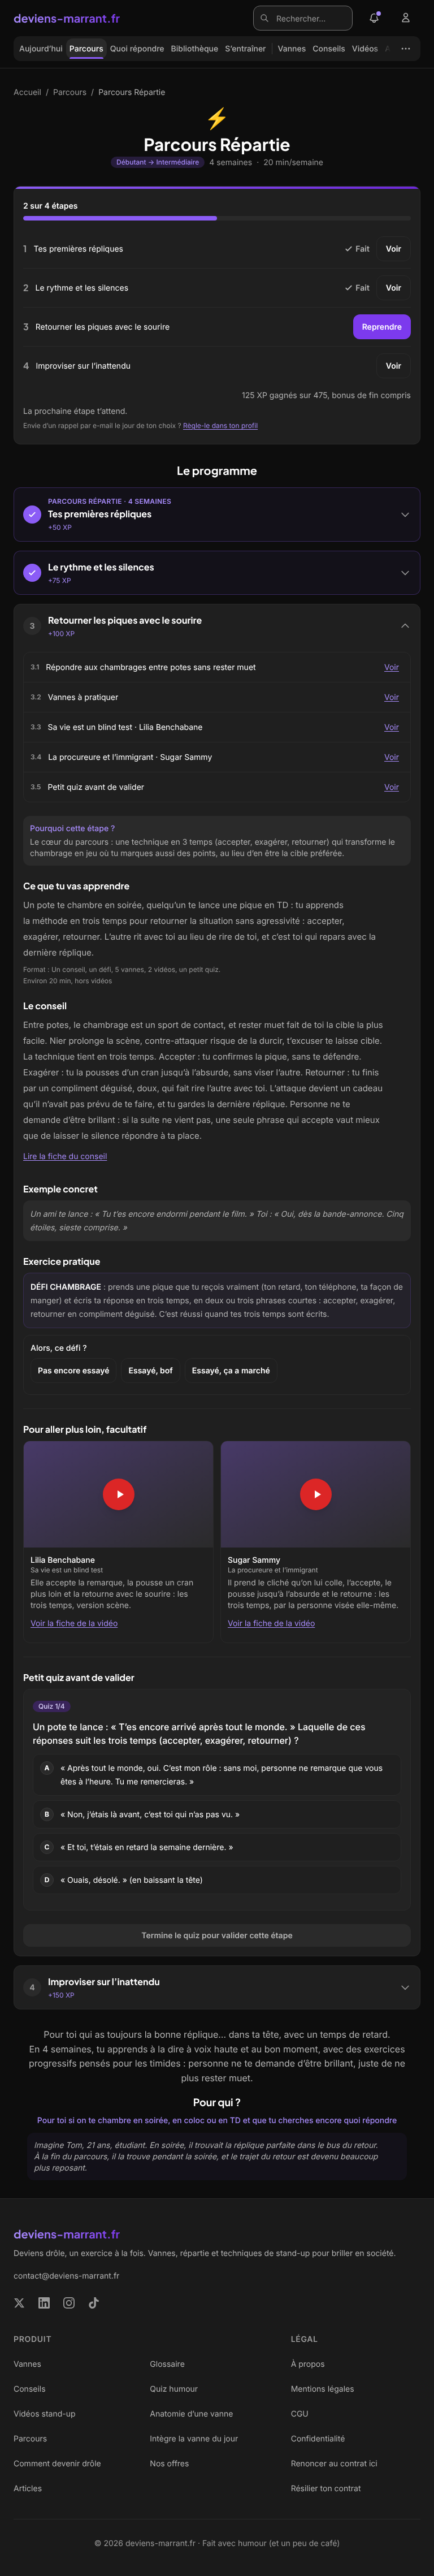 deviens-marrant.fr
Rechercher...
Aujourd'hui Parcours Quoi répondre Bibliothèque S'entraîner Vannes Conseils Vidéos
Accueil / Parcours / Parcours Répartie
Parcours Répartie
Débutant → Intermédiaire 4 semaines · 20 min/semaine
2 sur 4 étapes
1 Tes premières répliques Fait Voir
2 Le rythme et les silences Fait Voir
3 Retourner les piques avec le sourire Reprendre
4 Improviser sur l'inattendu Voir
125 XP gagnés sur 475, bonus de fin compris
La prochaine étape t'attend.
Envie d'un rappel par e-mail le jour de ton choix ? Règle-le dans ton profil
Le programme
PARCOURS RÉPARTIE · 4 SEMAINES
Tes premières répliques
+50 XP
Le rythme et les silences
+75 XP
3 Retourner les piques avec le sourire
+100 XP
3.1 Répondre aux chambrages entre potes sans rester muet Voir
3.2 Vannes à pratiquer Voir
3.3 Sa vie est un blind test · Lilia Benchabane Voir
3.4 La procureure et l'immigrant · Sugar Sammy Voir
3.5 Petit quiz avant de valider Voir
Pourquoi cette étape ?
Le cœur du parcours : une technique en 3 temps (accepter, exagérer, retourner) qui transforme le
chambrage en jeu où tu marques aussi des points, au lieu d'en être la cible préférée.
Ce que tu vas apprendre
Un pote te chambre en soirée, quelqu'un te lance une pique en TD : tu apprends
la méthode en trois temps pour retourner la situation sans agressivité : accepter,
exagérer, retourner. L'autre rit avec toi au lieu de rire de toi, et c'est toi qui repars avec la
dernière réplique.
Format : Un conseil, un défi, 5 vannes, 2 vidéos, un petit quiz.
Environ 20 min, hors vidéos
Le conseil
Entre potes, le chambrage est un sport de contact, et rester muet fait de toi la cible la plus
facile. Nier prolonge la scène, contre-attaquer risque de la durcir, t'excuser te laisse cible.
La technique tient en trois temps. Accepter : tu confirmes la pique, sans te défendre.
Exagérer : tu la pousses d'un cran jusqu'à l'absurde, sans viser l'autre. Retourner : tu finis
par un compliment déguisé, doux, qui fait rire l'autre avec toi. L'attaque devient un cadeau
qu'il n'avait pas prévu de te faire, et tu gardes la dernière réplique. Personne ne te
demande d'être brillant : si la suite ne vient pas, une seule phrase qui accepte vaut mieux
que de laisser le silence répondre à ta place.
Lire la fiche du conseil
Exemple concret
Un ami te lance : « Tu t'es encore endormi pendant le film. » Toi : « Oui, dès la bande-annonce. Cinq
étoiles, sieste comprise. »
Exercice pratique
DÉFI CHAMBRAGE : prends une pique que tu reçois vraiment (ton retard, ton téléphone, ta façon de
manger) et écris ta réponse en trois temps, en deux ou trois phrases courtes : accepter, exagérer,
retourner en compliment déguisé. C'est réussi quand tes trois temps sont écrits.
Alors, ce défi ?
Pas encore essayé Essayé, bof Essayé, ça a marché
Pour aller plus loin, facultatif
Lilia Benchabane
Sa vie est un blind test
Elle accepte la remarque, la pousse un cran
plus loin et la retourne avec le sourire : les
trois temps, version scène.
Voir la fiche de la vidéo
Sugar Sammy
La procureure et l'immigrant
Il prend le cliché qu'on lui colle, l'accepte, le
pousse jusqu'à l'absurde et le retourne : les
trois temps, par la personne visée elle-même.
Voir la fiche de la vidéo
Petit quiz avant de valider
Quiz 1/4
Un pote te lance : « T'es encore arrivé après tout le monde. » Laquelle de ces
réponses suit les trois temps (accepter, exagérer, retourner) ?
A « Après tout le monde, oui. C'est mon rôle : sans moi, personne ne remarque que vous
êtes à l'heure. Tu me remercieras. »
B « Non, j'étais là avant, c'est toi qui n'as pas vu. »
C « Et toi, t'étais en retard la semaine dernière. »
D « Ouais, désolé. » (en baissant la tête)
Termine le quiz pour valider cette étape
4 Improviser sur l'inattendu
+150 XP
Pour toi qui as toujours la bonne réplique... dans ta tête, avec un temps de retard.
En 4 semaines, tu apprends à la dire à voix haute et au bon moment, avec des exercices
progressifs pensés pour les timides : personne ne te demande d'être brillant, juste de ne
plus rester muet.
Pour qui ?
Pour toi si on te chambre en soirée, en coloc ou en TD et que tu cherches encore quoi répondre
Imagine Tom, 21 ans, étudiant. En soirée, il trouvait la réplique parfaite dans le bus du retour.
À la fin du parcours, il la trouve pendant la soirée, et le trajet du retour est devenu beaucoup
plus reposant.
deviens-marrant.fr
Deviens drôle, un exercice à la fois. Vannes, répartie et techniques de stand-up pour briller en société.
contact@deviens-marrant.fr
PRODUIT LÉGAL
Vannes Glossaire À propos
Conseils Quiz humour Mentions légales
Vidéos stand-up Anatomie d'une vanne CGU
Parcours Intègre la vanne du jour Confidentialité
Comment devenir drôle Nos offres Renoncer au contrat ici
Articles Résilier ton contrat
© 2026 deviens-marrant.fr · Fait avec humour (et un peu de café)